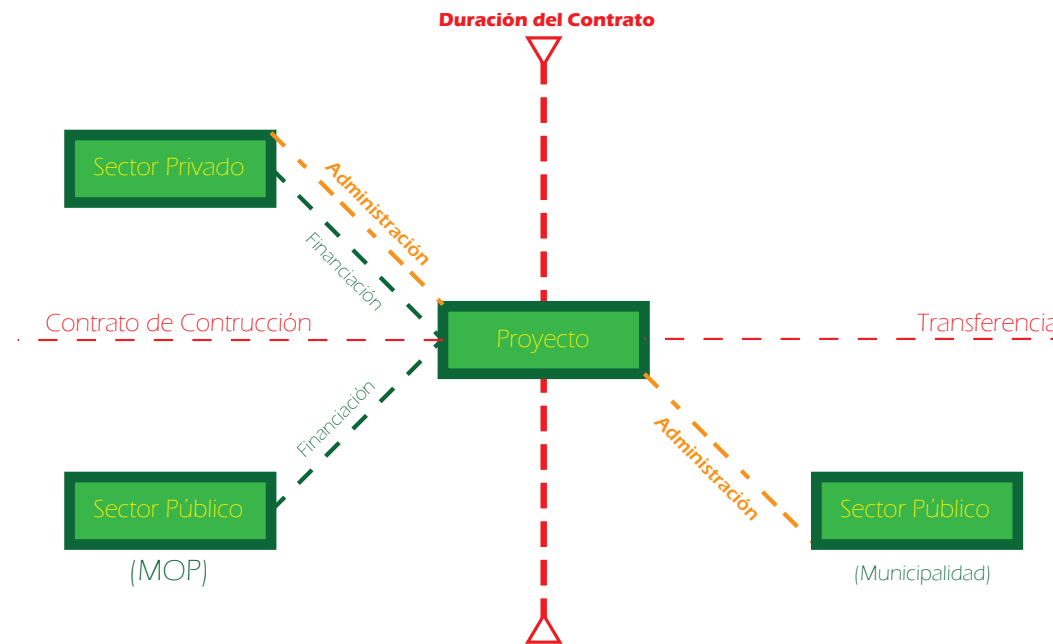 Duración del Contrato
Sector Privado
Administración
Financiación
Contrato de Contrucción
Proyecto
Transferencia
Financiación
Administración
Sector Público
(MOP)
Sector Público
(Municipalidad)